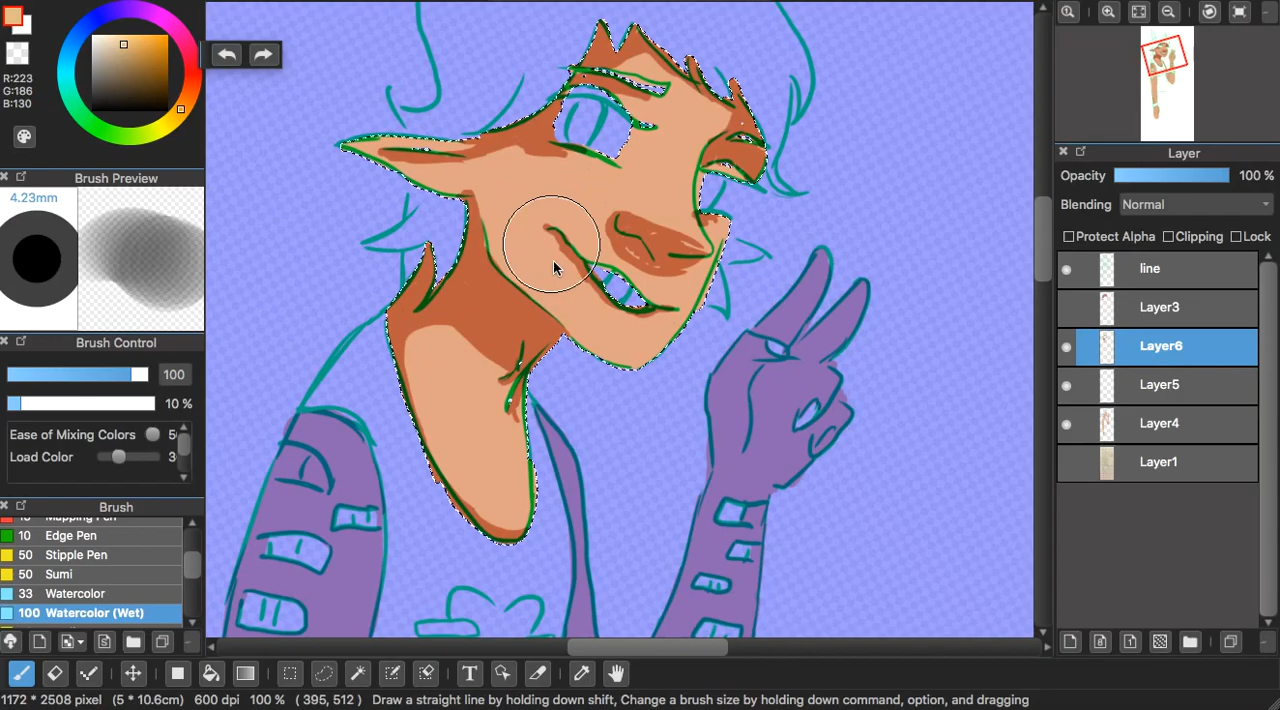 R:223
G:186
B:130
Brush Preview
4.23mm
Brush Control
100
10 %
Ease of Mixing Colors
Load Color
Brush
Mapping Pen
10 Edge Pen
50 Stipple Pen
50 Sumi
33 Watercolor
100 Watercolor (Wet)
Layer
Opacity 100 %
Blending Normal
Protect Alpha Clipping Lock
line
Layer3
Layer6
Layer5
Layer4
Layer1
1172 * 2508 pixel (5 * 10.6cm) 600 dpi 100 % ( 395, 512 ) Draw a straight line by holding down shift, Change a brush size by holding down command, option, and dragging